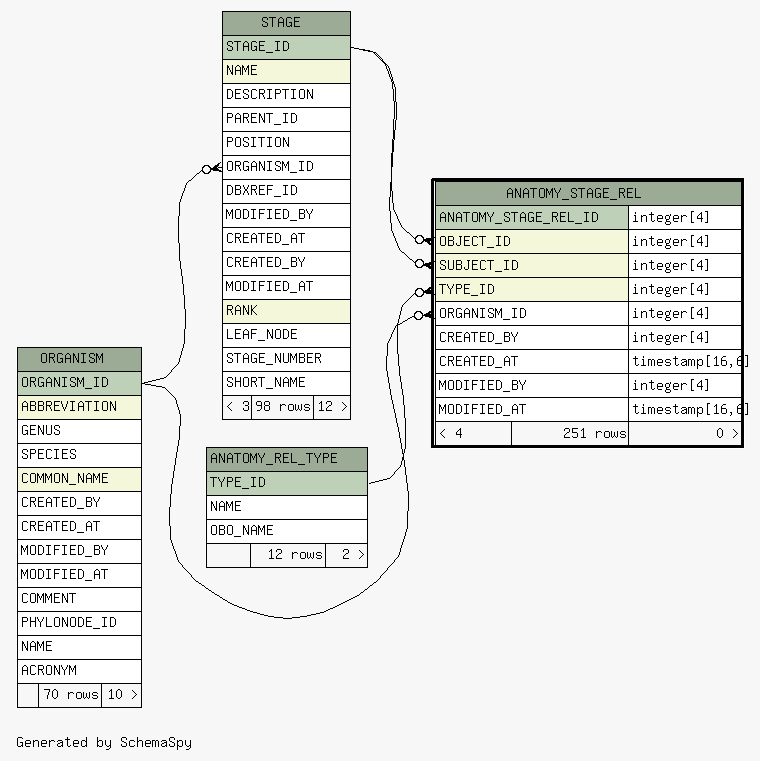 STAGE
STAGE_ID
NAME
DESCRIPTION
PARENT_ID
POSITION
ORGANISM_ID
DBXREF_ID
MODIFIED_BY
CREATED_AT
CREATED_BY
MODIFIED_AT
RANK
LEAF_NODE
STAGE_NUMBER
SHORT_NAME
< 3 98 rows 12 >
ANATOMY_STAGE_REL
ANATOMY_STAGE_REL_ID integer[4]
OBJECT_ID integer[4]
SUBJECT_ID integer[4]
TYPE_ID integer[4]
ORGANISM_ID integer[4]
CREATED_BY integer[4]
CREATED_AT timestamp[16,6]
MODIFIED_BY integer[4]
MODIFIED_AT timestamp[16,6]
< 4 251 rows 0 >
ORGANISM
ORGANISM_ID
ABBREVIATION
GENUS
SPECIES
COMMON_NAME
CREATED_BY
CREATED_AT
MODIFIED_BY
MODIFIED_AT
COMMENT
PHYLONODE_ID
NAME
ACRONYM
70 rows 10 >
ANATOMY_REL_TYPE
TYPE_ID
NAME
OBO_NAME
12 rows 2 >
Generated by SchemaSpy